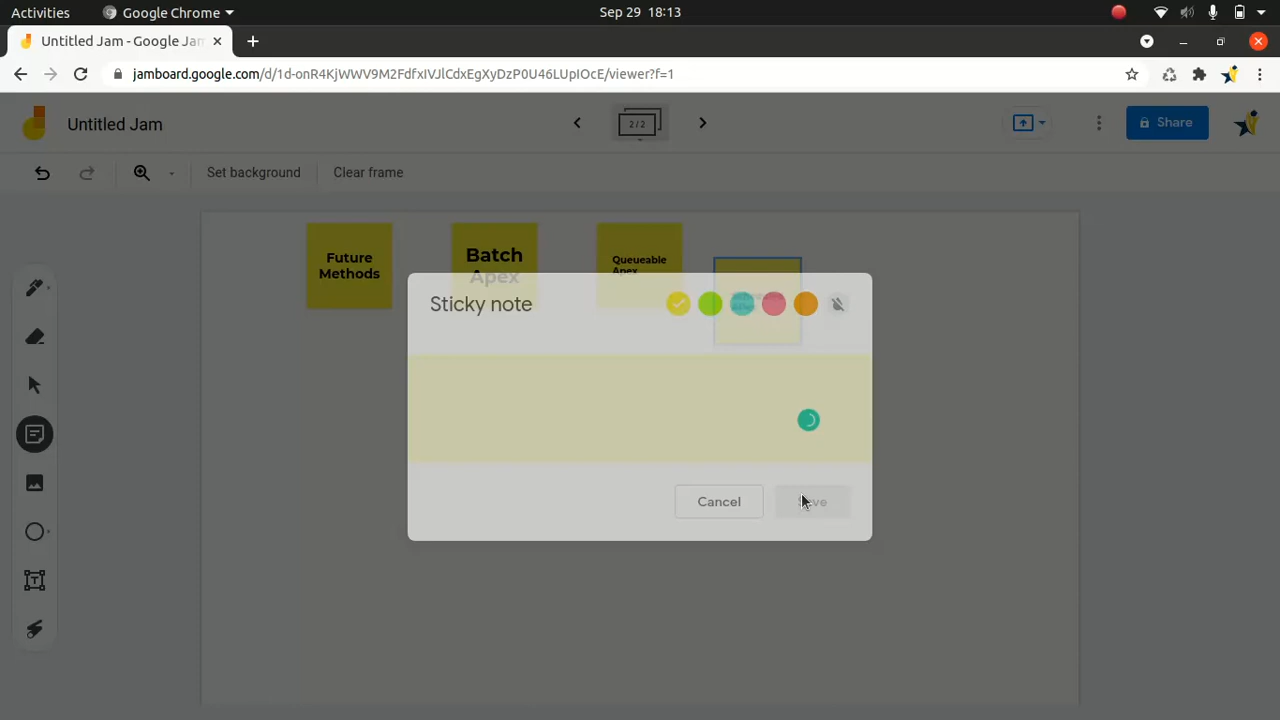 Activities
Google Chrome
Sep 29 18:13
Untitled Jam - Google Jam
jamboard.google.com/d/1d-onR4KjWWV9M2FdfxIVJlCdxEgXyDzP0U46LUpIOcE/viewer?f=1
Untitled Jam
2 / 2
Share
Set background
Clear frame
Future
Methods
Batch
Apex
Queueable
Apex
Sticky note
Cancel
Save